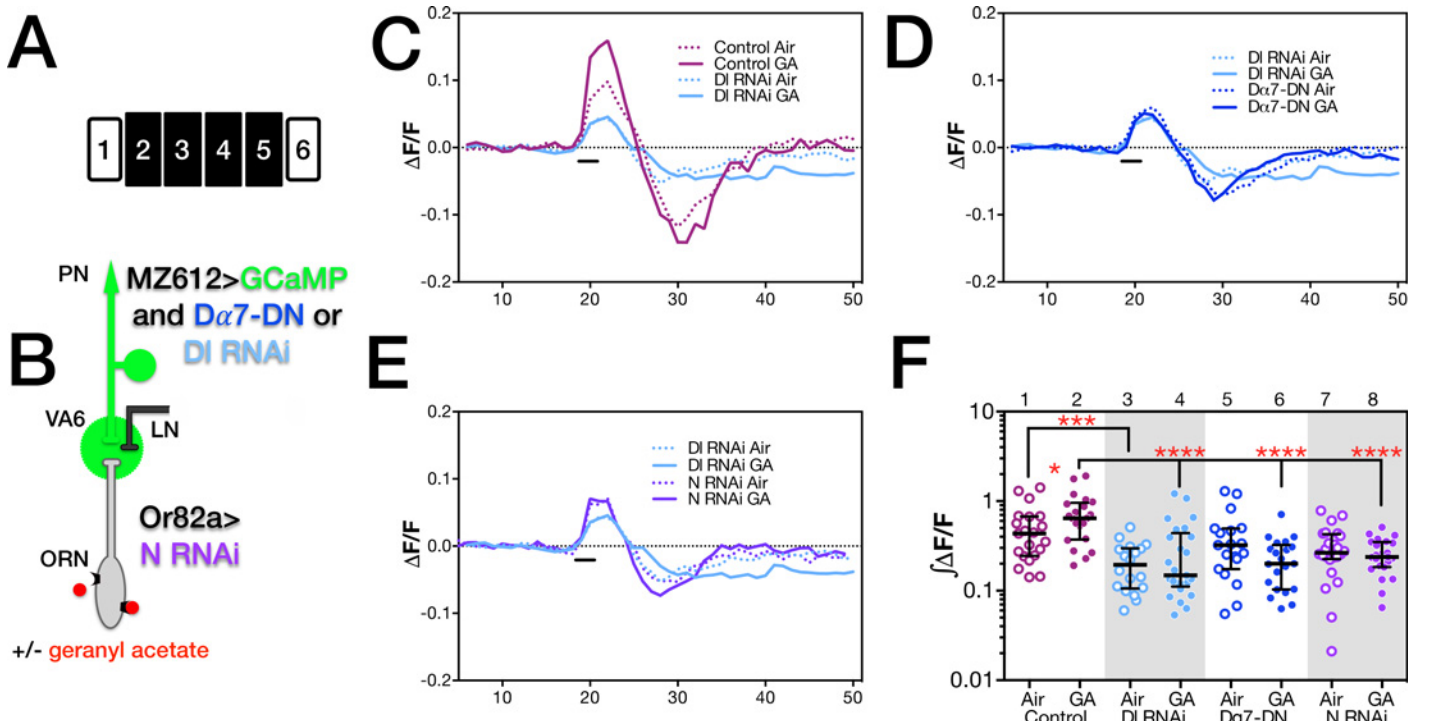 A
1 2 3 4 5 6
B
PN
MZ612>GCaMP
and Dα7-DN or
Dl RNAi
VA6
LN
Or82a>
N RNAi
ORN
+/- geranyl acetate
C
0.2
0.1
0.0
-0.1
-0.2
ΔF/F
Control Air
Control GA
Dl RNAi Air
Dl RNAi GA
10 20 30 40 50
D
0.2
0.1
0.0
-0.1
-0.2
ΔF/F
Dl RNAi Air
Dl RNAi GA
Dα7-DN Air
Dα7-DN GA
10 20 30 40 50
E
0.2
0.1
0.0
-0.1
-0.2
ΔF/F
Dl RNAi Air
Dl RNAi GA
N RNAi Air
N RNAi GA
10 20 30 40 50
F
1 2 3 4 5 6 7 8
10
1
0.1
0.01
∫ΔF/F
***
* **** **** ****
Air GA Air GA Air GA Air GA
Control Dl RNAi Dα7-DN N RNAi